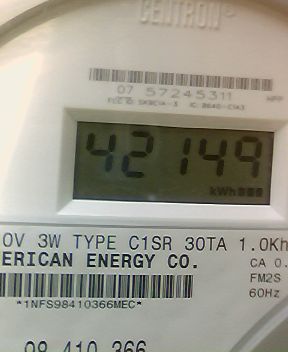 CENTRON®
07 57245311
42149
kWh
0V 3W TYPE C1SR 30TA 1.0Kh
ERICAN ENERGY CO.
CA 0.
FM2S
60Hz
*1NFS98410366MEC*
98 410 366